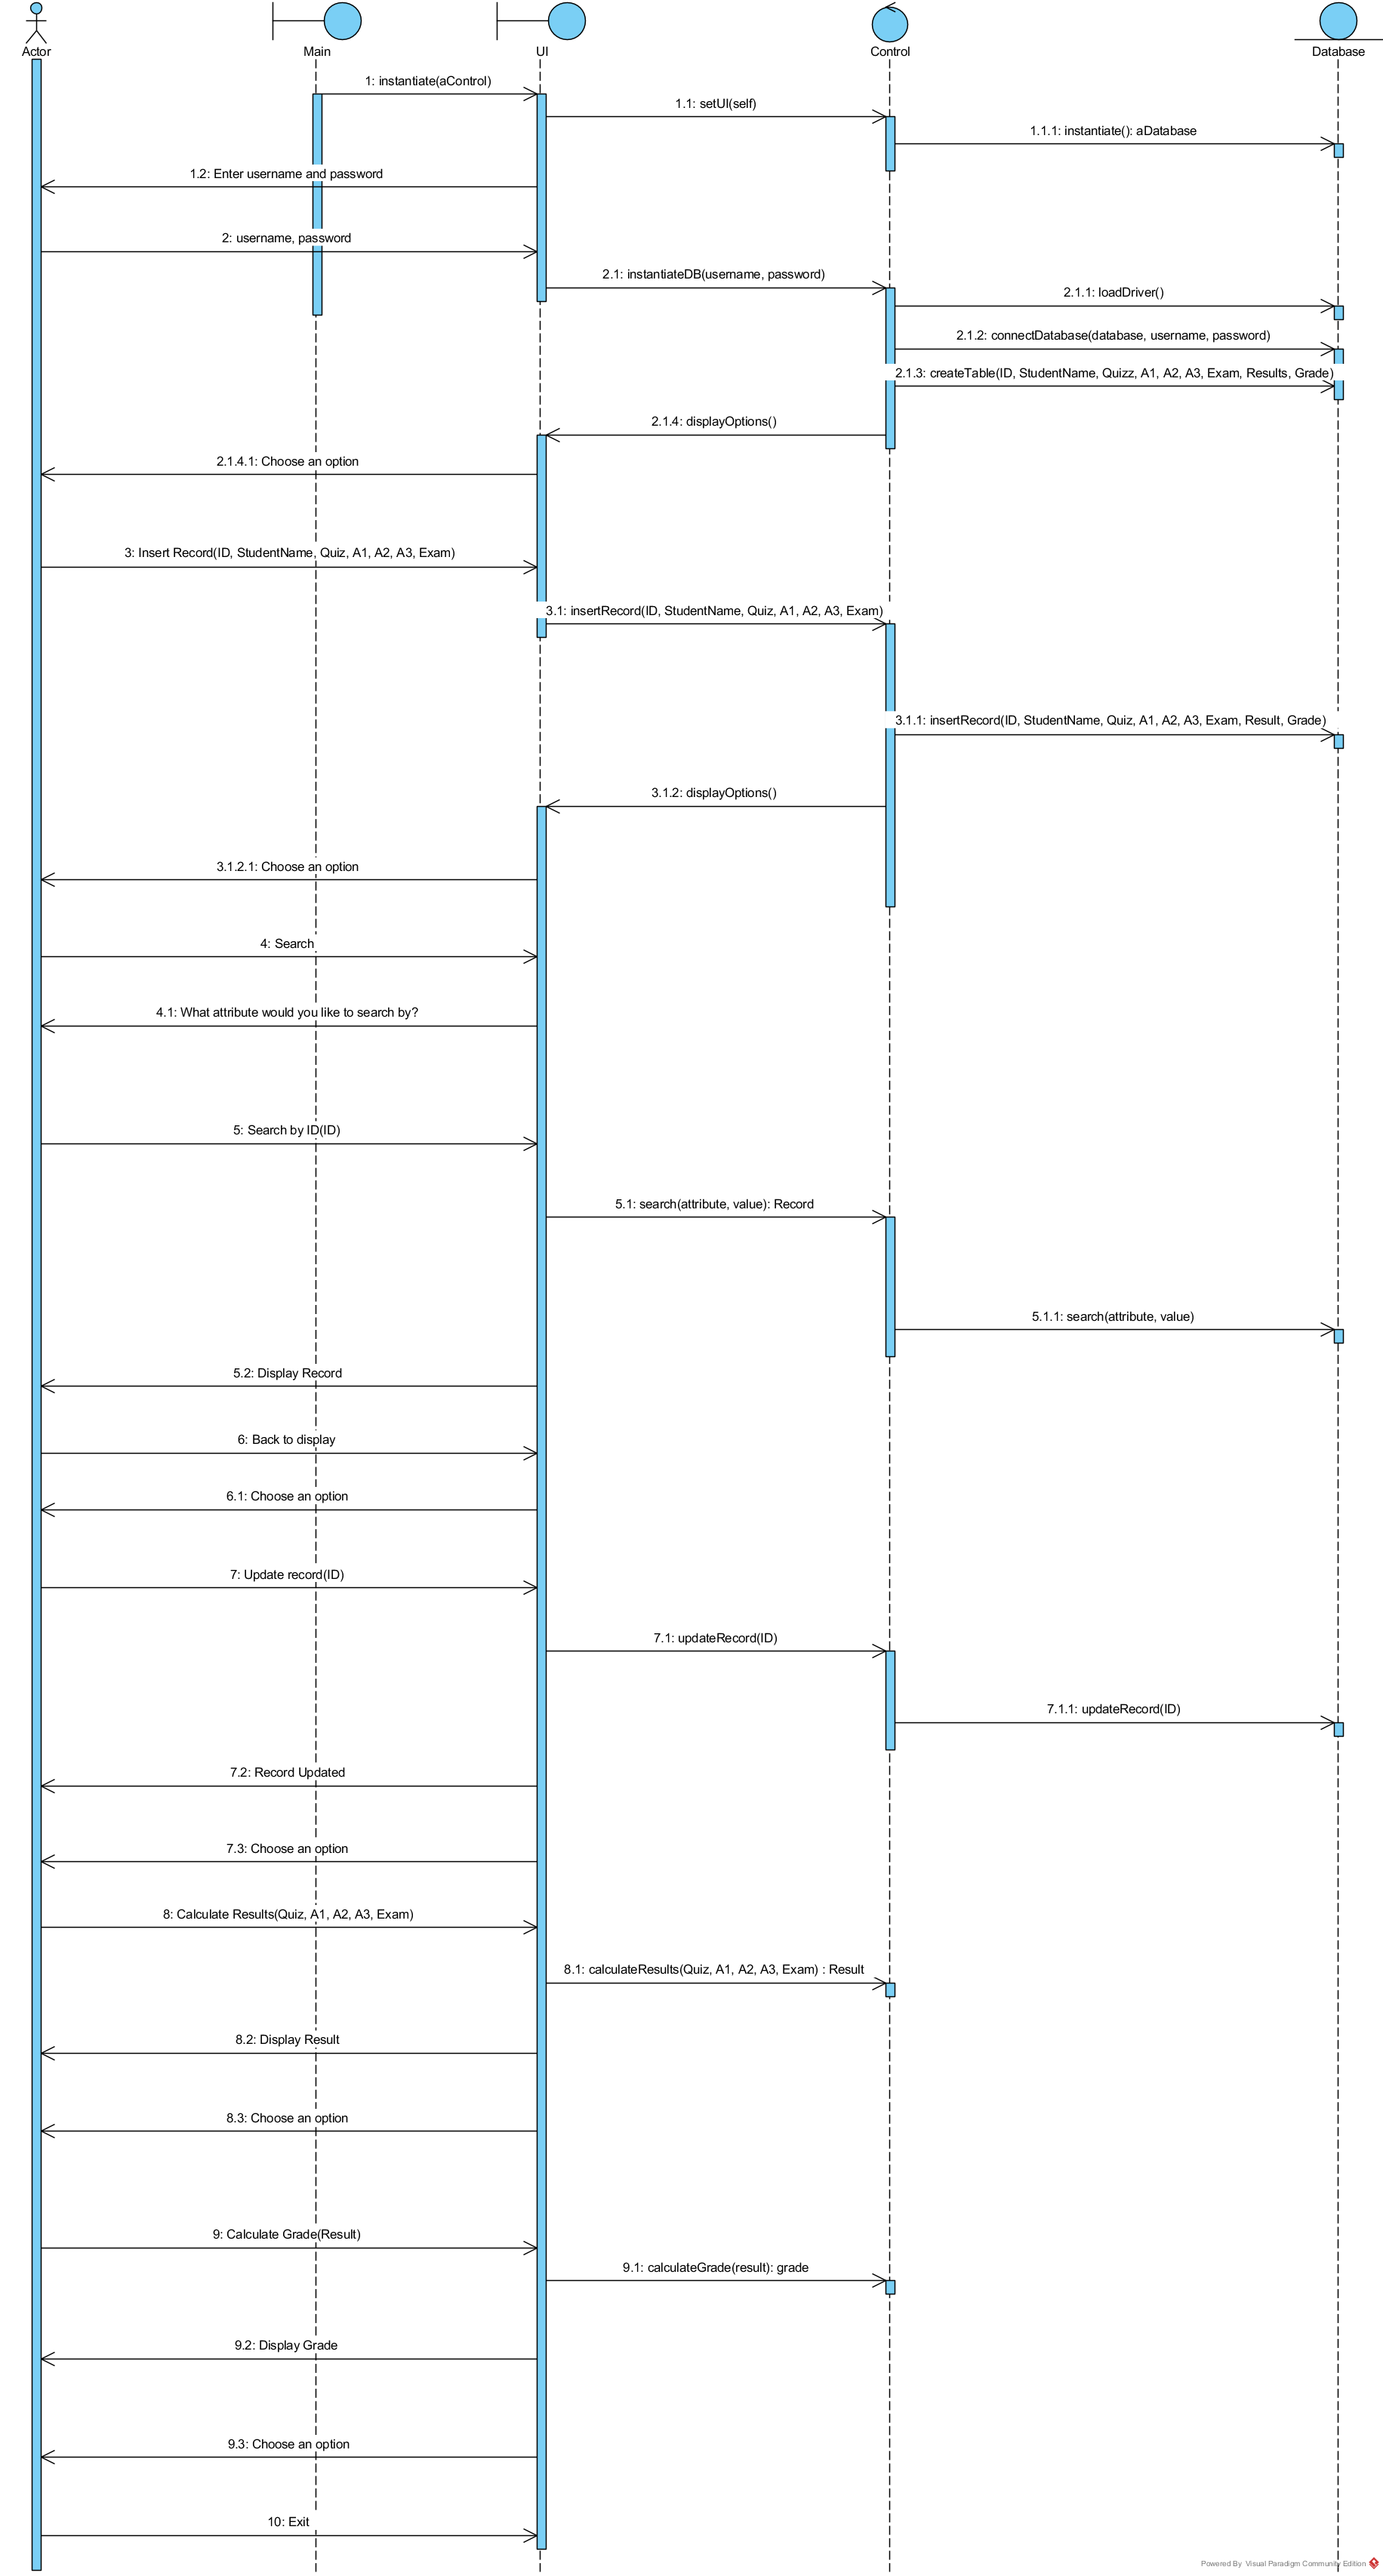 Actor
Main
UI
Control
Database
1: instantiate(aControl)
1.1: setUI(self)
1.1.1: instantiate(): aDatabase
1.2: Enter username and password
2: username, password
2.1: instantiateDB(username, password)
2.1.1: loadDriver()
2.1.2: connectDatabase(database, username, password)
2.1.3: createTable(ID, StudentName, Quizz, A1, A2, A3, Exam, Results, Grade)
2.1.4: displayOptions()
2.1.4.1: Choose an option
3: Insert Record(ID, StudentName, Quiz, A1, A2, A3, Exam)
3.1: insertRecord(ID, StudentName, Quiz, A1, A2, A3, Exam)
3.1.1: insertRecord(ID, StudentName, Quiz, A1, A2, A3, Exam, Result, Grade)
3.1.2: displayOptions()
3.1.2.1: Choose an option
4: Search
4.1: What attribute would you like to search by?
5: Search by ID(ID)
5.1: search(attribute, value): Record
5.1.1: search(attribute, value)
5.2: Display Record
6: Back to display
6.1: Choose an option
7: Update record(ID)
7.1: updateRecord(ID)
7.1.1: updateRecord(ID)
7.2: Record Updated
7.3: Choose an option
8: Calculate Results(Quiz, A1, A2, A3, Exam)
8.1: calculateResults(Quiz, A1, A2, A3, Exam) : Result
8.2: Display Result
8.3: Choose an option
9: Calculate Grade(Result)
9.1: calculateGrade(result): grade
9.2: Display Grade
9.3: Choose an option
10: Exit
Powered By Visual Paradigm Community Edition